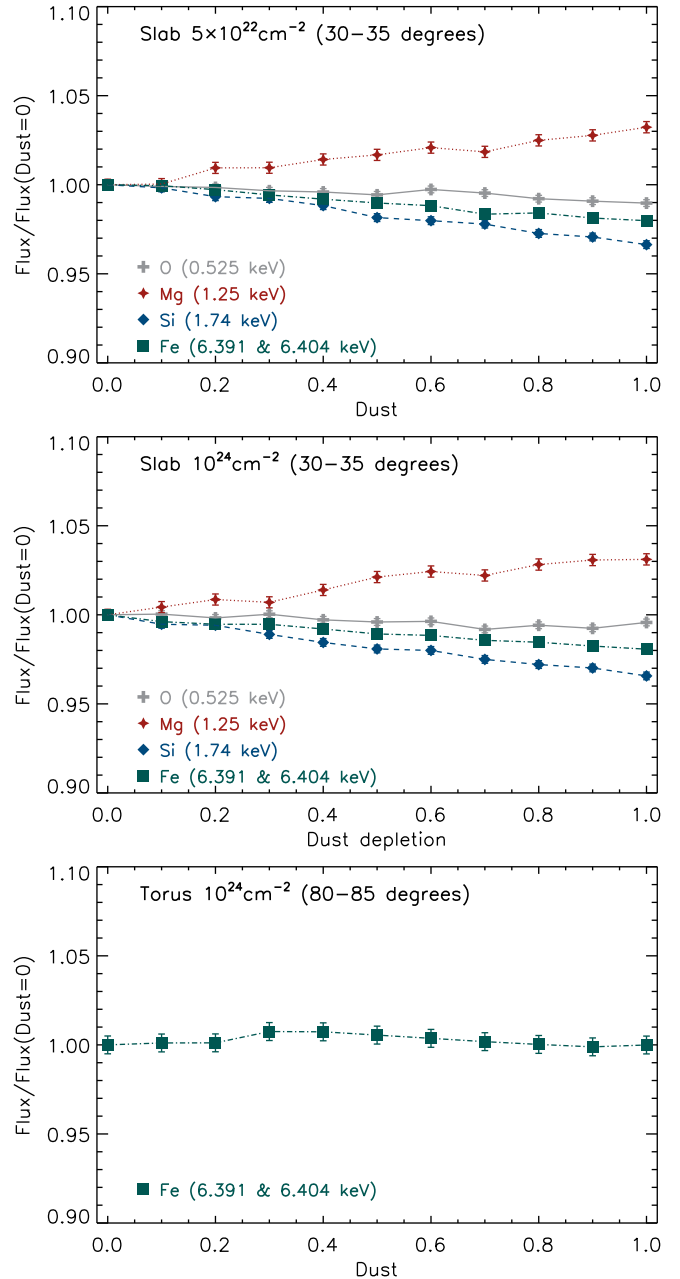 Slab 5×10²²cm⁻² (30−35 degrees)
1.10
1.05
1.00
0.95
0.90
Flux/Flux(Dust=0)
O (0.525 keV)
Mg (1.25 keV)
Si (1.74 keV)
Fe (6.391 & 6.404 keV)
0.0 0.2 0.4 0.6 0.8 1.0
Dust
Slab 10²⁴cm⁻² (30−35 degrees)
1.10
1.05
1.00
0.95
0.90
Flux/Flux(Dust=0)
O (0.525 keV)
Mg (1.25 keV)
Si (1.74 keV)
Fe (6.391 & 6.404 keV)
0.0 0.2 0.4 0.6 0.8 1.0
Dust depletion
Torus 10²⁴cm⁻² (80−85 degrees)
1.10
1.05
1.00
0.95
0.90
Flux/Flux(Dust=0)
Fe (6.391 & 6.404 keV)
0.0 0.2 0.4 0.6 0.8 1.0
Dust